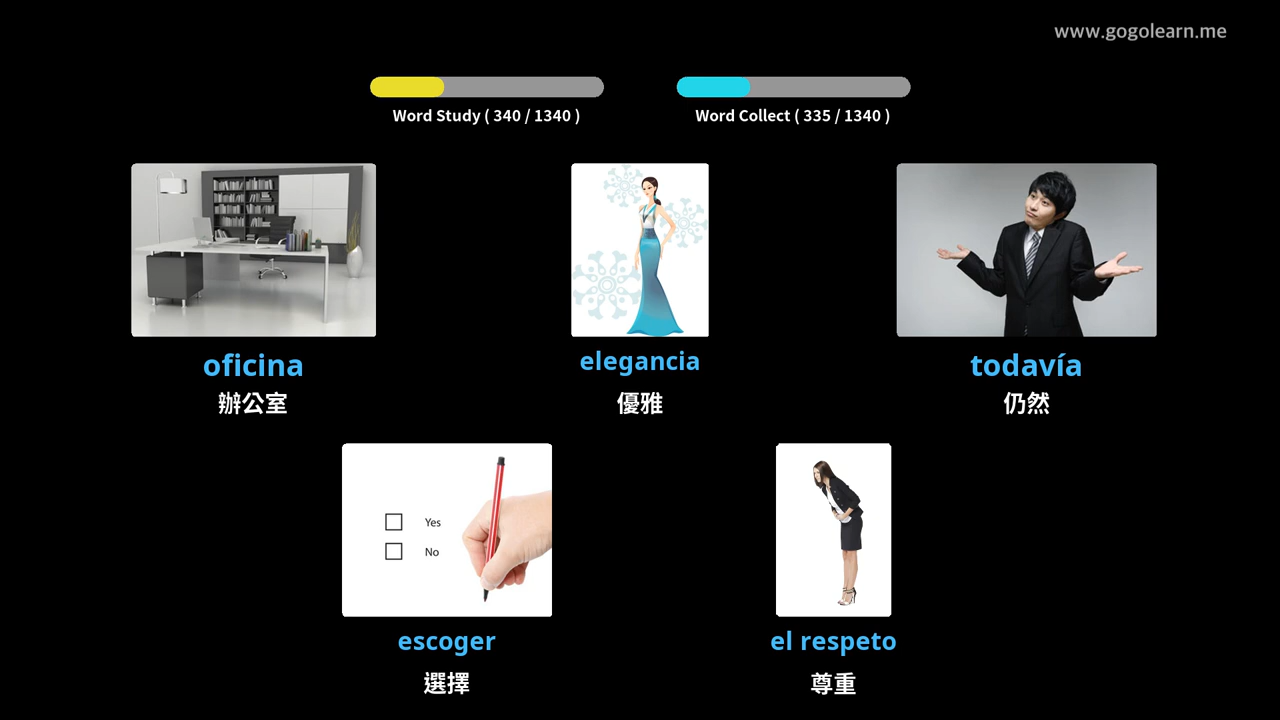 www.gogolearn.me
Word Study ( 340 / 1340 )
Word Collect ( 335 / 1340 )
oficina
辦公室
elegancia
優雅
todavía
仍然
Yes
No
escoger
選擇
el respeto
尊重